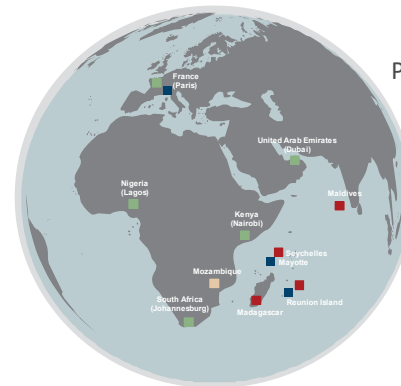 P
France
(Paris)
United Arab Emirates
(Dubai)
Nigeria
(Lagos)
Maldives
Kenya
(Nairobi)
Seychelles
Mayotte
Mozambique
Reunion Island
South Africa
(Johannesburg)
Madagascar